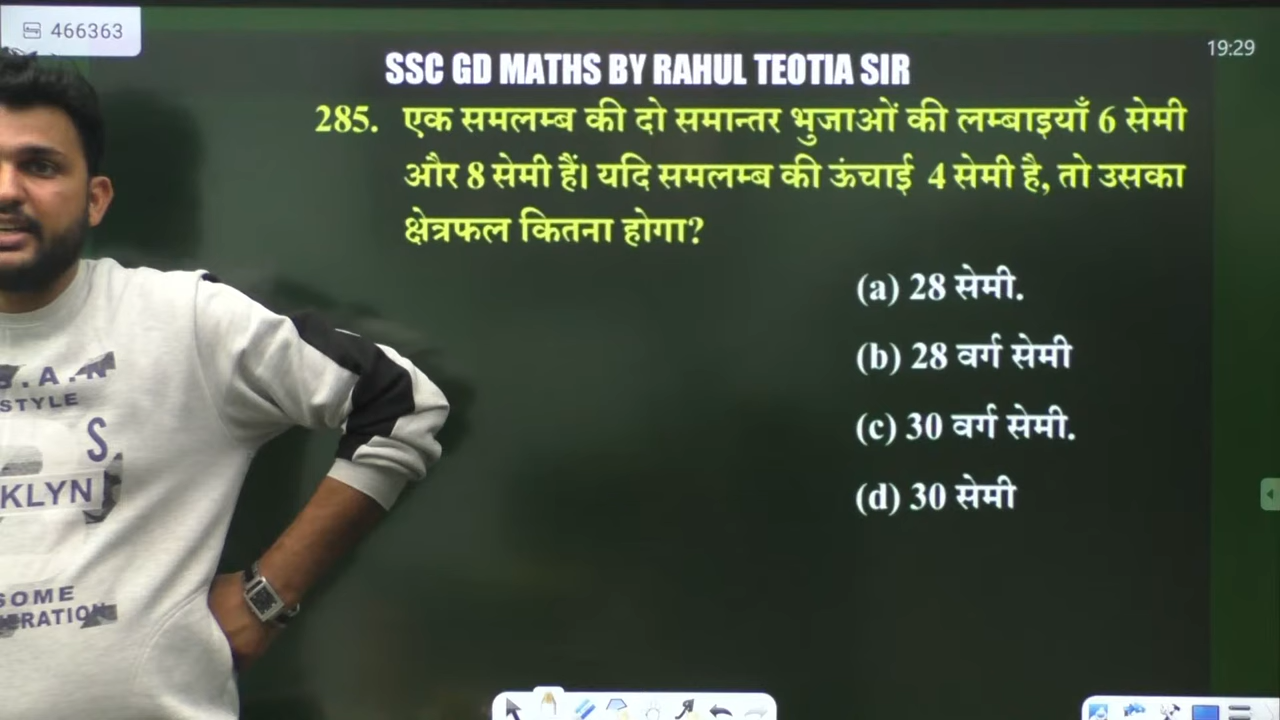 466363
19:29
SSC GD MATHS BY RAHUL TEOTIA SIR
285. एक समलम्ब की दो समान्तर भुजाओं की लम्बाइयाँ 6 सेमी
और 8 सेमी हैं। यदि समलम्ब की ऊंचाई 4 सेमी है, तो उसका
क्षेत्रफल कितना होगा?
(a) 28 सेमी.
(b) 28 वर्ग सेमी
(c) 30 वर्ग सेमी.
(d) 30 सेमी
STYLE
S
KLYN
SOME